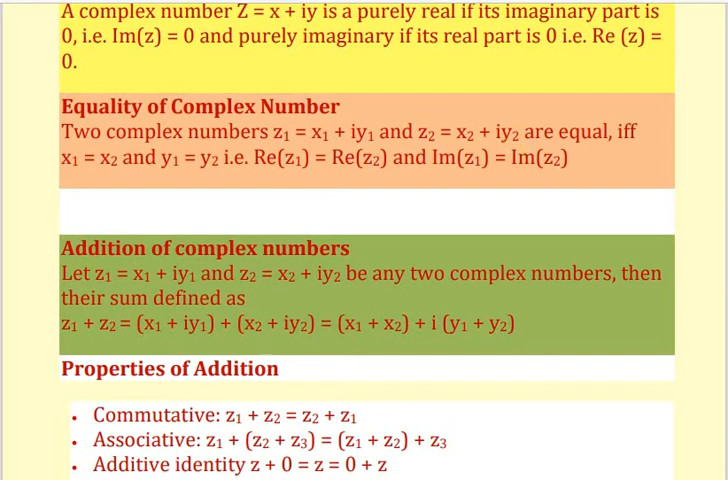 A complex number Z = x + iy is a purely real if its imaginary part is
0, i.e. Im(z) = 0 and purely imaginary if its real part is 0 i.e. Re (z) =
0.
Equality of Complex Number
Two complex numbers z₁ = x₁ + iy₁ and z₂ = x₂ + iy₂ are equal, iff
x₁ = x₂ and y₁ = y₂ i.e. Re(z₁) = Re(z₂) and Im(z₁) = Im(z₂)
Addition of complex numbers
Let z₁ = x₁ + iy₁ and z₂ = x₂ + iy₂ be any two complex numbers, then
their sum defined as
z₁ + z₂ = (x₁ + iy₁) + (x₂ + iy₂) = (x₁ + x₂) + i (y₁ + y₂)
Properties of Addition
• Commutative: z₁ + z₂ = z₂ + z₁
• Associative: z₁ + (z₂ + z₃) = (z₁ + z₂) + z₃
• Additive identity z + 0 = z = 0 + z